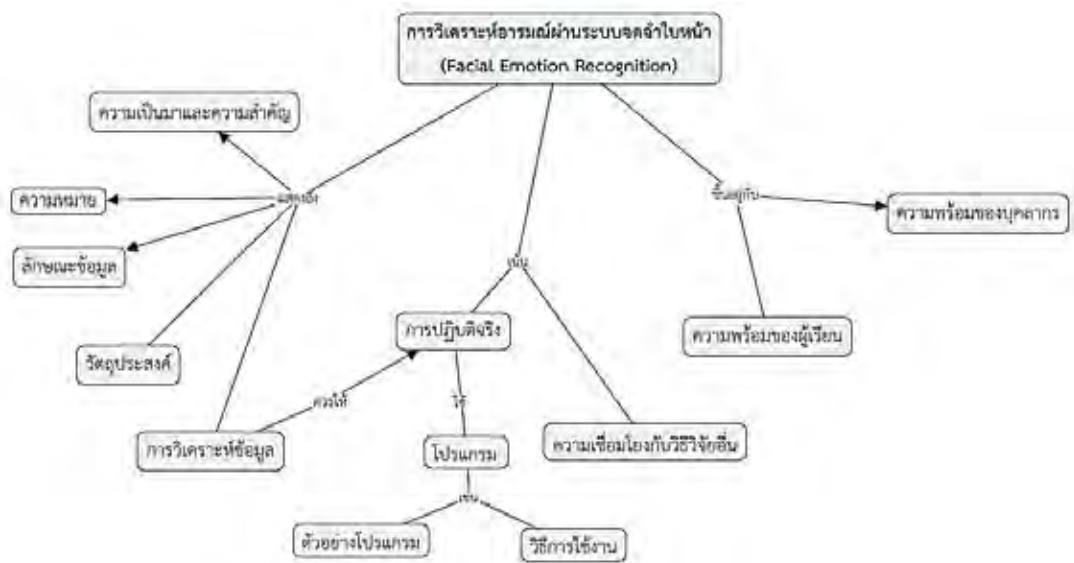 การวิเคราะห์อารมณ์ผ่านระบบจดจำใบหน้า
(Facial Emotion Recognition)
ความเป็นมาและความสำคัญ
ความหมาย
แสดงถึง
ขึ้นอยู่กับ
ความพร้อมของบุคลากร
ลักษณะข้อมูล
เน้น
การปฏิบัติจริง
ความพร้อมของผู้เรียน
วัตถุประสงค์
ควรให้
ใช้
การวิเคราะห์ข้อมูล
โปรแกรม
ความเชื่อมโยงกับวิธีวิจัยอื่น
เช่น
ตัวอย่างโปรแกรม
วิธีการใช้งาน